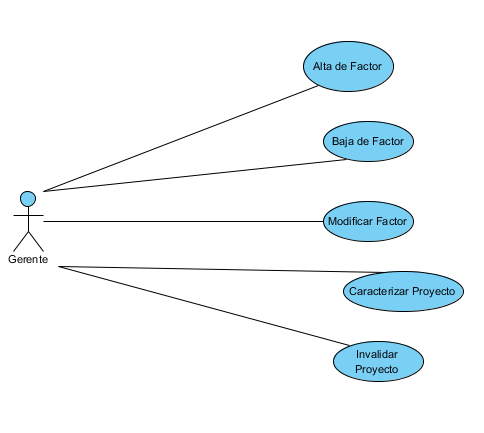 Alta de Factor
Baja de Factor
Modificar Factor
Gerente
Caracterizar Proyecto
Invalidar
Proyecto